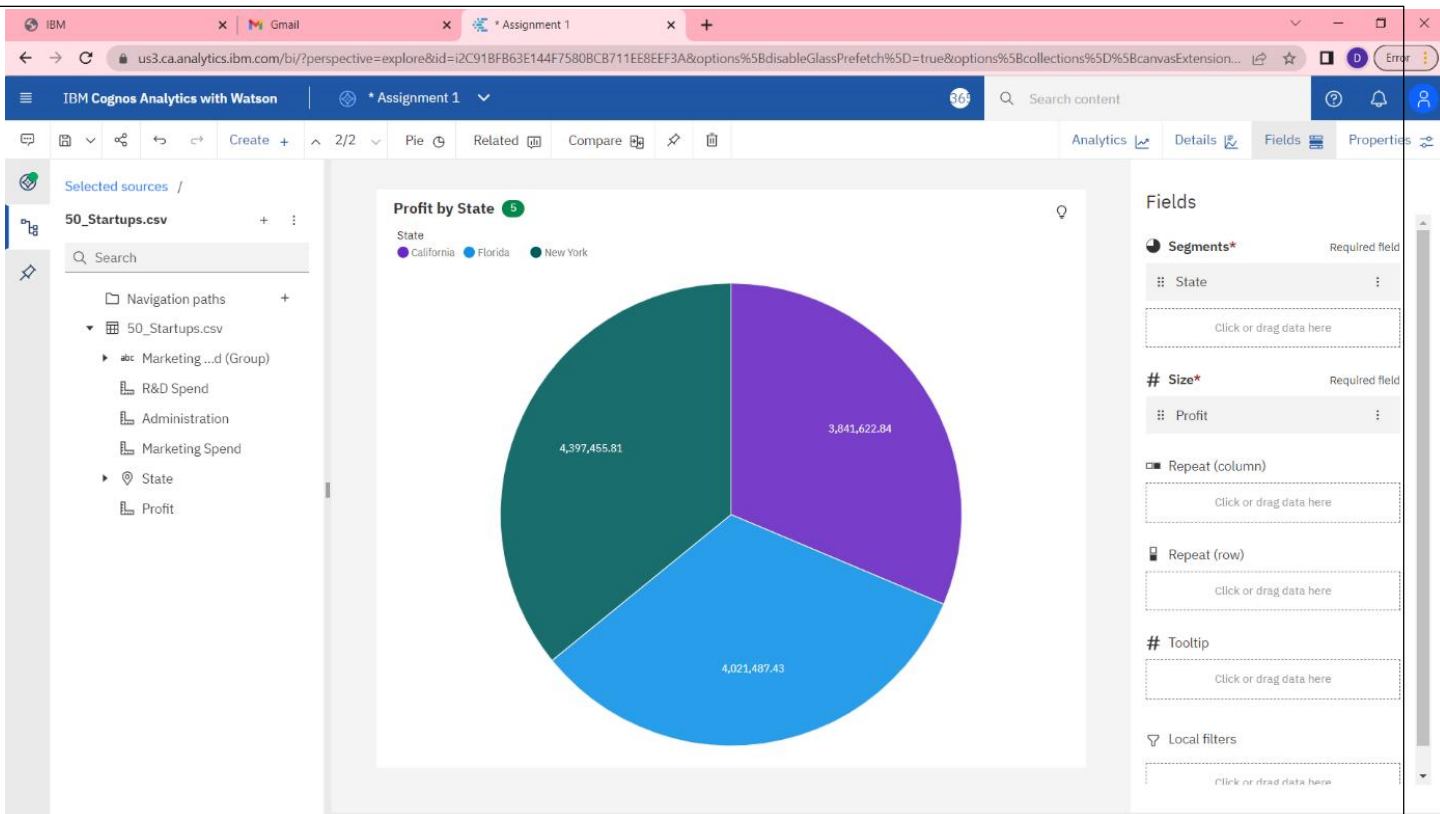 IBM
Gmail
* Assignment 1
us3.ca.analytics.ibm.com/bi/?perspective=explore&id=i2C91BFB63E144F7580BCB711EE8EEF3A&options%5BdisableGlassPrefetch%5D=true&options%5Bcollections%5D%5BcanvasExtension...
D
Error
IBM Cognos Analytics with Watson
* Assignment 1
365
Search content
Create +
2/2
Pie
Related
Compare
Analytics
Details
Fields
Properties
Selected sources /
50_Startups.csv
Search
Navigation paths
50_Startups.csv
abc Marketing ...d (Group)
R&D Spend
Administration
Marketing Spend
State
Profit
Profit by State 5
State
California Florida New York
4,397,455.81
3,841,622.84
4,021,487.43
Fields
Segments* Required field
State
Click or drag data here
# Size* Required field
Profit
Repeat (column)
Click or drag data here
Repeat (row)
Click or drag data here
# Tooltip
Click or drag data here
Local filters
Click or drag data here